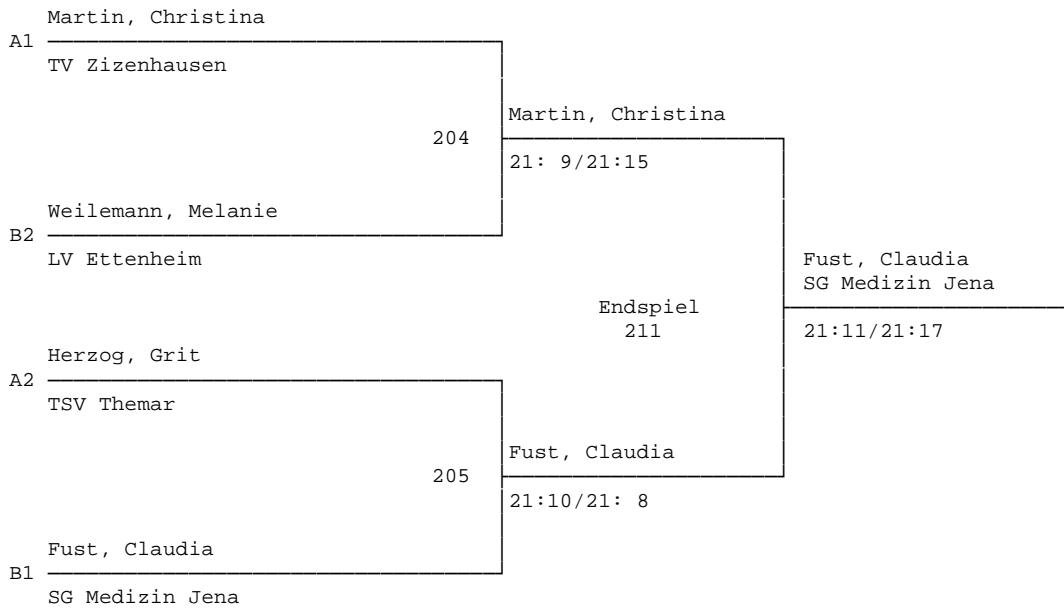 Martin, Christina
A1
TV Zizenhausen
Martin, Christina
204
21: 9/21:15
Weilemann, Melanie
B2
LV Ettenheim
Fust, Claudia
SG Medizin Jena
Endspiel
211
21:11/21:17
Herzog, Grit
A2
TSV Themar
Fust, Claudia
205
21:10/21: 8
Fust, Claudia
B1
SG Medizin Jena